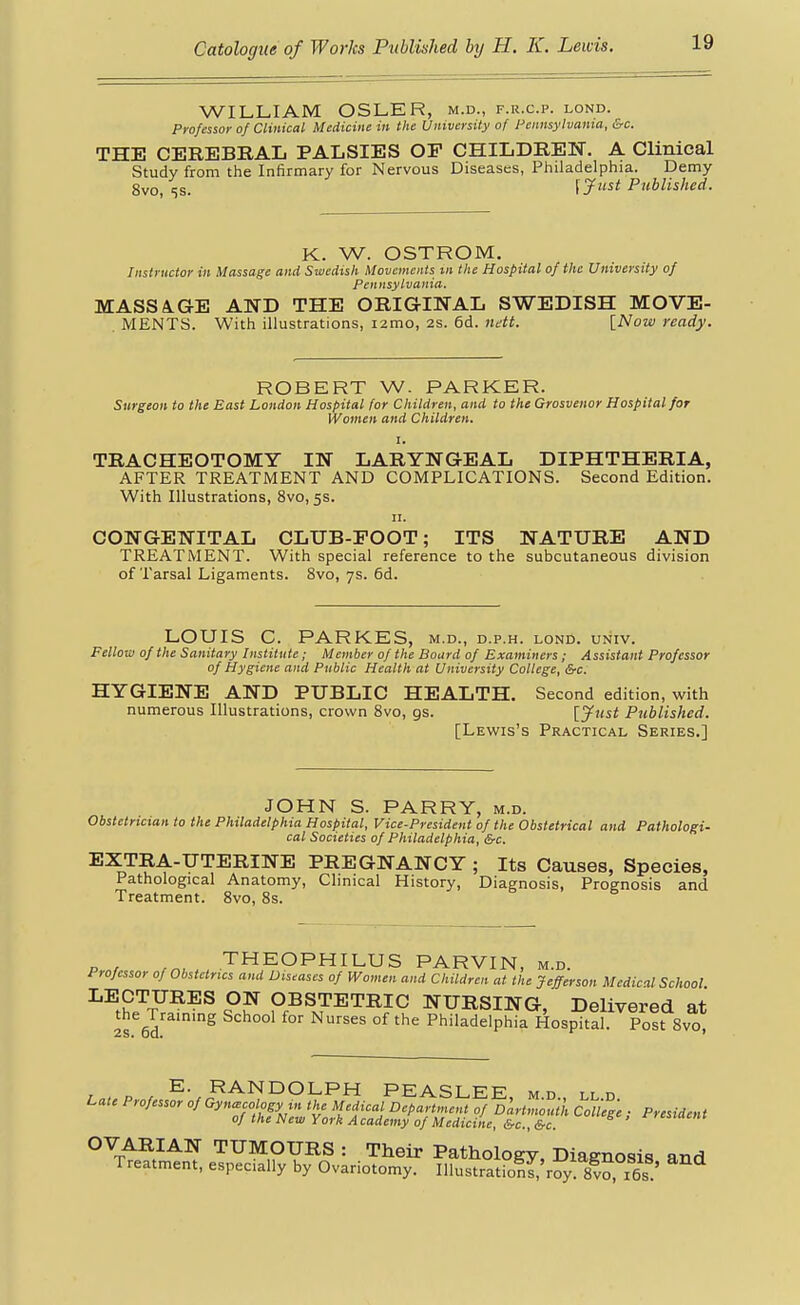 Catologue of Works Published by H. K. Lewis. 19
WILLIAM OSLER, M.D., F.R.C.P. LOND.
Professor of Clinical Medicine in the University of Pennsylvania, &c.
THE CEREBRAL PALSIES OF CHILDREN. A Clinical
Study from the Infirmary for Nervous Diseases, Philadelphia. Demy
8vo, 5s. [Just Published.
K. W. OSTROM.
Instructor in Massage and Swedish Movements in the Hospital of the University of
Pennsylvania.
MASSAGE AND THE ORIGINAL SWEDISH MOVE-
MENTS. With illustrations, 12mo, 2s. 6d. nett. [Now ready.
ROBERT W. PARKER.
Surgeon to the East London Hospital for Children, and to the Grosvenor Hospital for
Women and Children.
I.
TRACHEOTOMY IN LARYNGEAL DIPHTHERIA,
AFTER TREATMENT AND COMPLICATIONS. Second Edition.
With Illustrations, 8vo, 5s.
II.
CONGENITAL CLUB-FOOT; ITS NATURE AND
TREATMENT. With special reference to the subcutaneous division
of Tarsal Ligaments. 8vo, 7s. 6d.
LOUIS C. PARKES, M.D., D.P.H. LOND. UNIV.
Fellow of the Sanitary Institute; Member of the Board of Examiners; Assistant Professor
of Hygiene and Public Health at University College, &c.
HYGIENE AND PUBLIC HEALTH. Second edition, with
numerous Illustrations, crown 8vo, 9s. [Just Published.
[LEWIS'S PRACTICAL SERIES.]
JOHN S. PARRY, M.D.
Obstetrician to the Philadelphia Hospital, Vice-President of the Obstetrical and Pathologi-
cal Societies of Philadelphia, &c.
EXTRA-UTERINE PREGNANCY; Its Causes, Species,
Pathological Anatomy, Clinical History, Diagnosis, Prognosis and
Treatment. 8vo, 8s.
THEOPHILUS PARVIN, M.D.
Professor of Obstetrics and Diseases of Women and Children at the Jefferson Medical School.
LECTURES ON OBSTETRIC NURSING, Delivered at
the Training School for Nurses of the Philadelphia Hospital. Post 8vo,
2s. 6d.
E. RANDOLPH PEASLEE, M.D., LL.D.
Late Professor of Gynæcology in the Medical Department of Dartmouth College; President
of the New York Academy of Medicine, &c., &c.
OVARIAN TUMOURS: Their Pathology, Diagnosis, and
Treatment, especially by Ovariotomy. Illustrations, roy. 8vo, 16s.